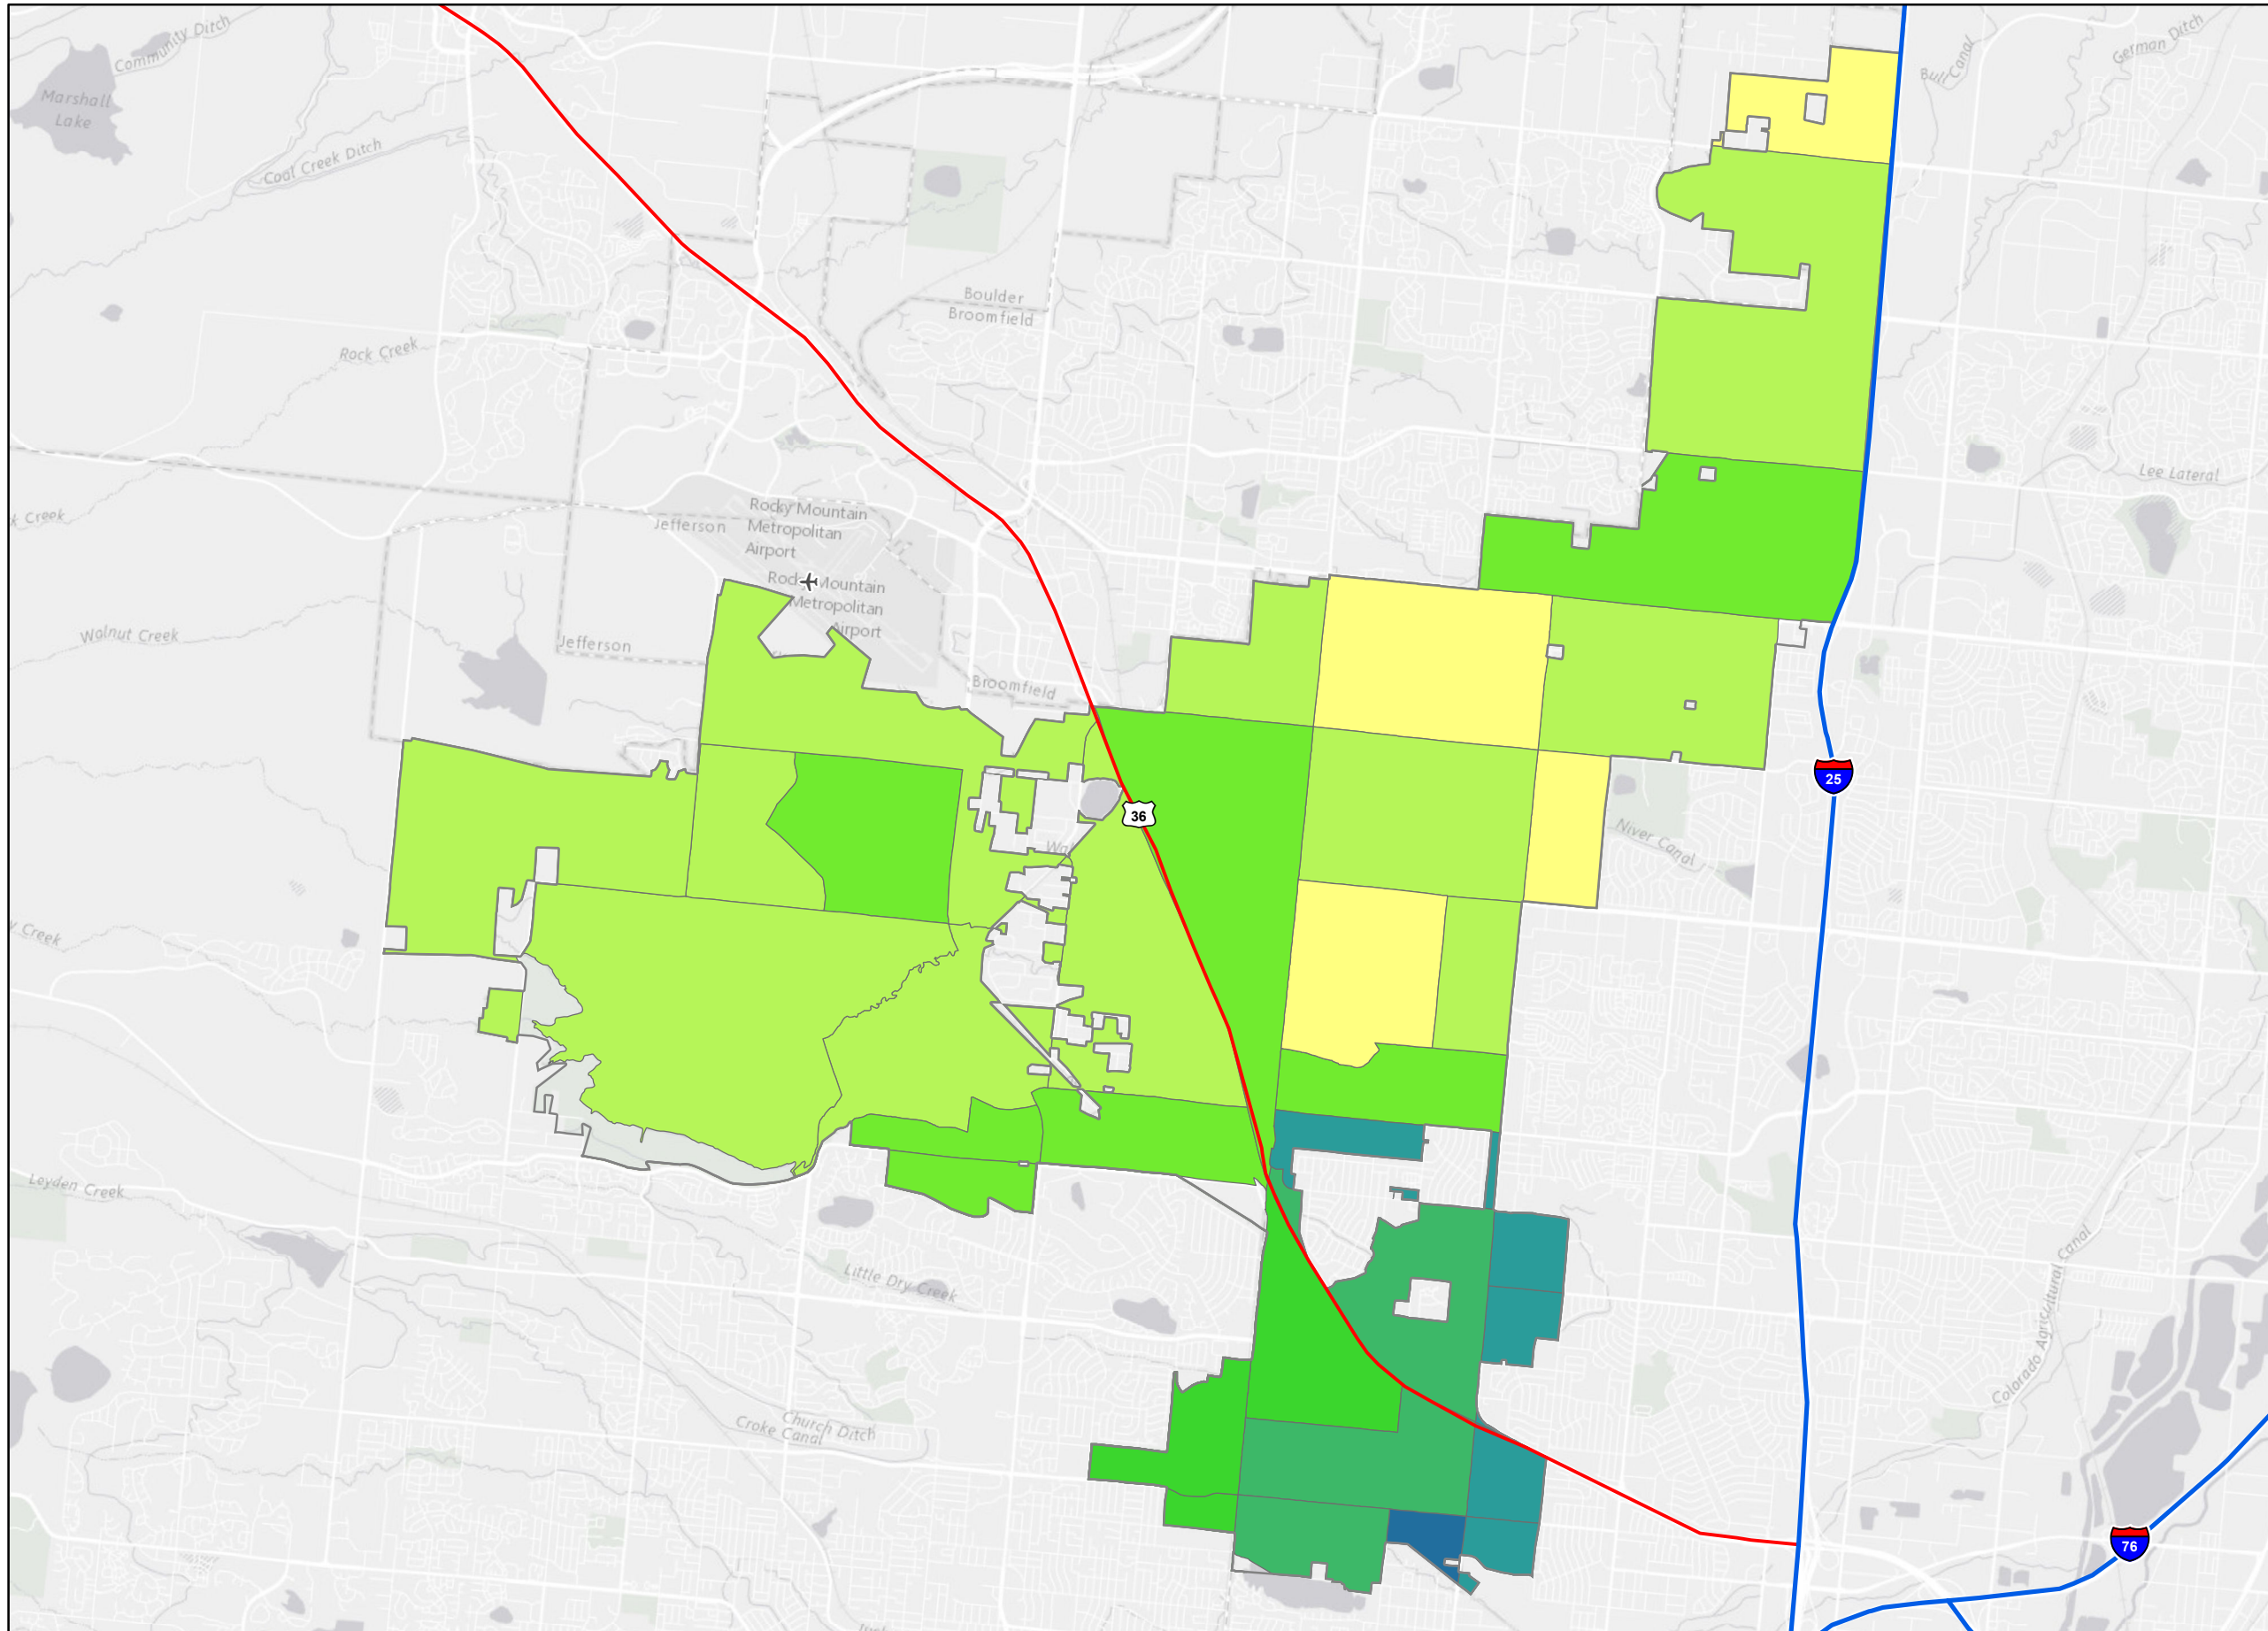 Community Ditch
German Ditch
Bull Canal
Marshall
Lake
Coal Creek Ditch
Boulder
Broomfield
Rock Creek
Lee Lateral
Rocky Mountain
Metropolitan
Airport
k Creek
Jefferson
Rocky Mountain
Metropolitan
Airport
Walnut Creek
Jefferson
Broomfield
25
36
Niver Canal
Wal
y Creek
Leyden Creek
Little Dry Creek
Colorado Agricultural Canal
Church Ditch
Croke Canal
76